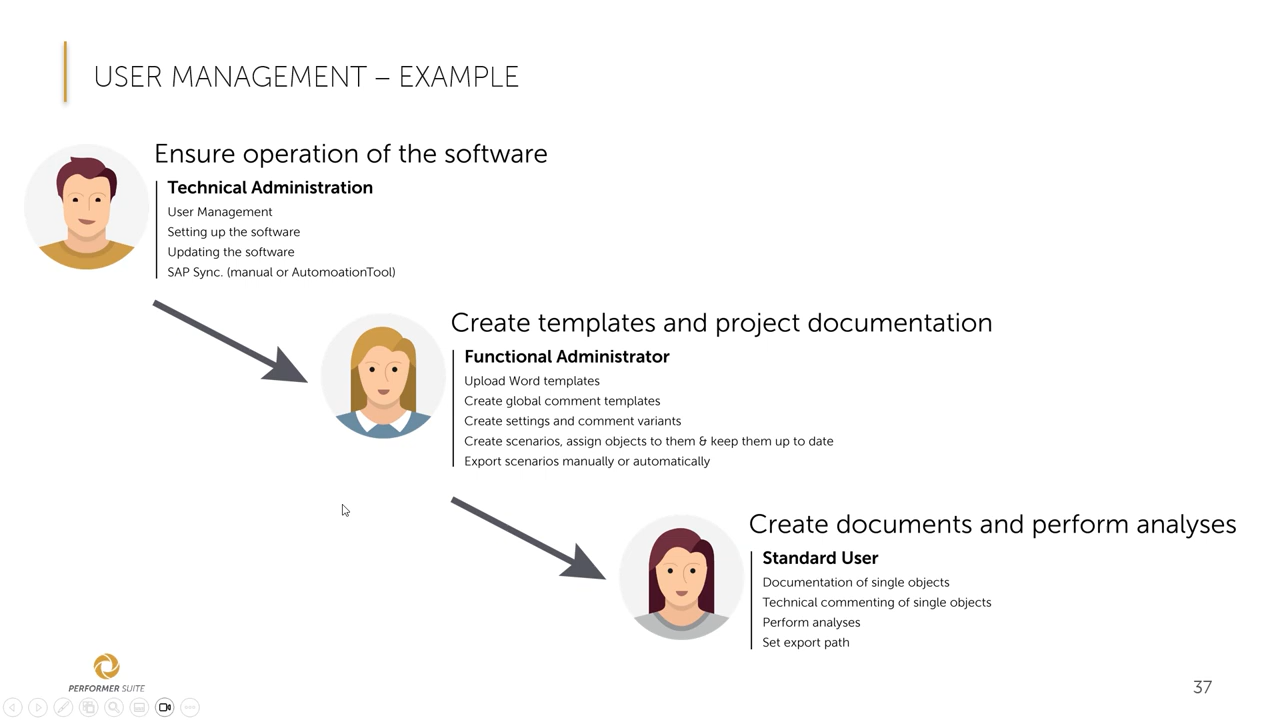 USER MANAGEMENT – EXAMPLE
Ensure operation of the software
Technical Administration
User Management
Setting up the software
Updating the software
SAP Sync. (manual or AutomoationTool)
Create templates and project documentation
Functional Administrator
Upload Word templates
Create global comment templates
Create settings and comment variants
Create scenarios, assign objects to them & keep them up to date
Export scenarios manually or automatically
Create documents and perform analyses
Standard User
Documentation of single objects
Technical commenting of single objects
Perform analyses
Set export path
PERFORMER SUITE
37